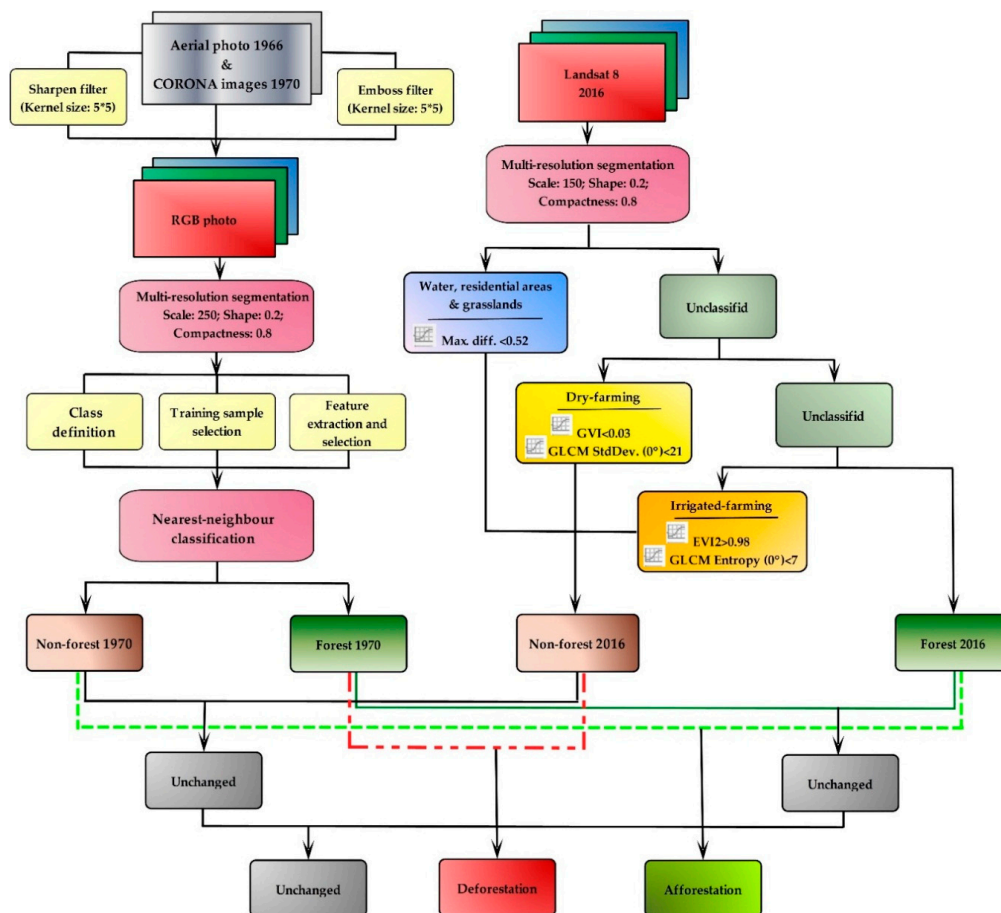 Aerial photo 1966
&
CORONA images 1970
Sharpen filter
(Kernel size: 5*5)
Emboss filter
(Kernel size: 5*5)
RGB photo
Multi-resolution segmentation
Scale: 250; Shape: 0.2;
Compactness: 0.8
Class
definition
Training sample
selection
Feature
extraction and
selection
Nearest-neighbour
classification
Non-forest 1970
Forest 1970
Landsat 8
2016
Multi-resolution segmentation
Scale: 150; Shape: 0.2;
Compactness: 0.8
Water, residential areas
& grasslands
Max. diff. <0.52
Unclassifid
Dry-farming
GVI<0.03
GLCM StdDev. (0°)<21
Unclassifid
Irrigated-farming
EVI2>0.98
GLCM Entropy (0°)<7
Non-forest 2016
Forest 2016
Unchanged
Unchanged
Unchanged
Deforestation
Afforestation